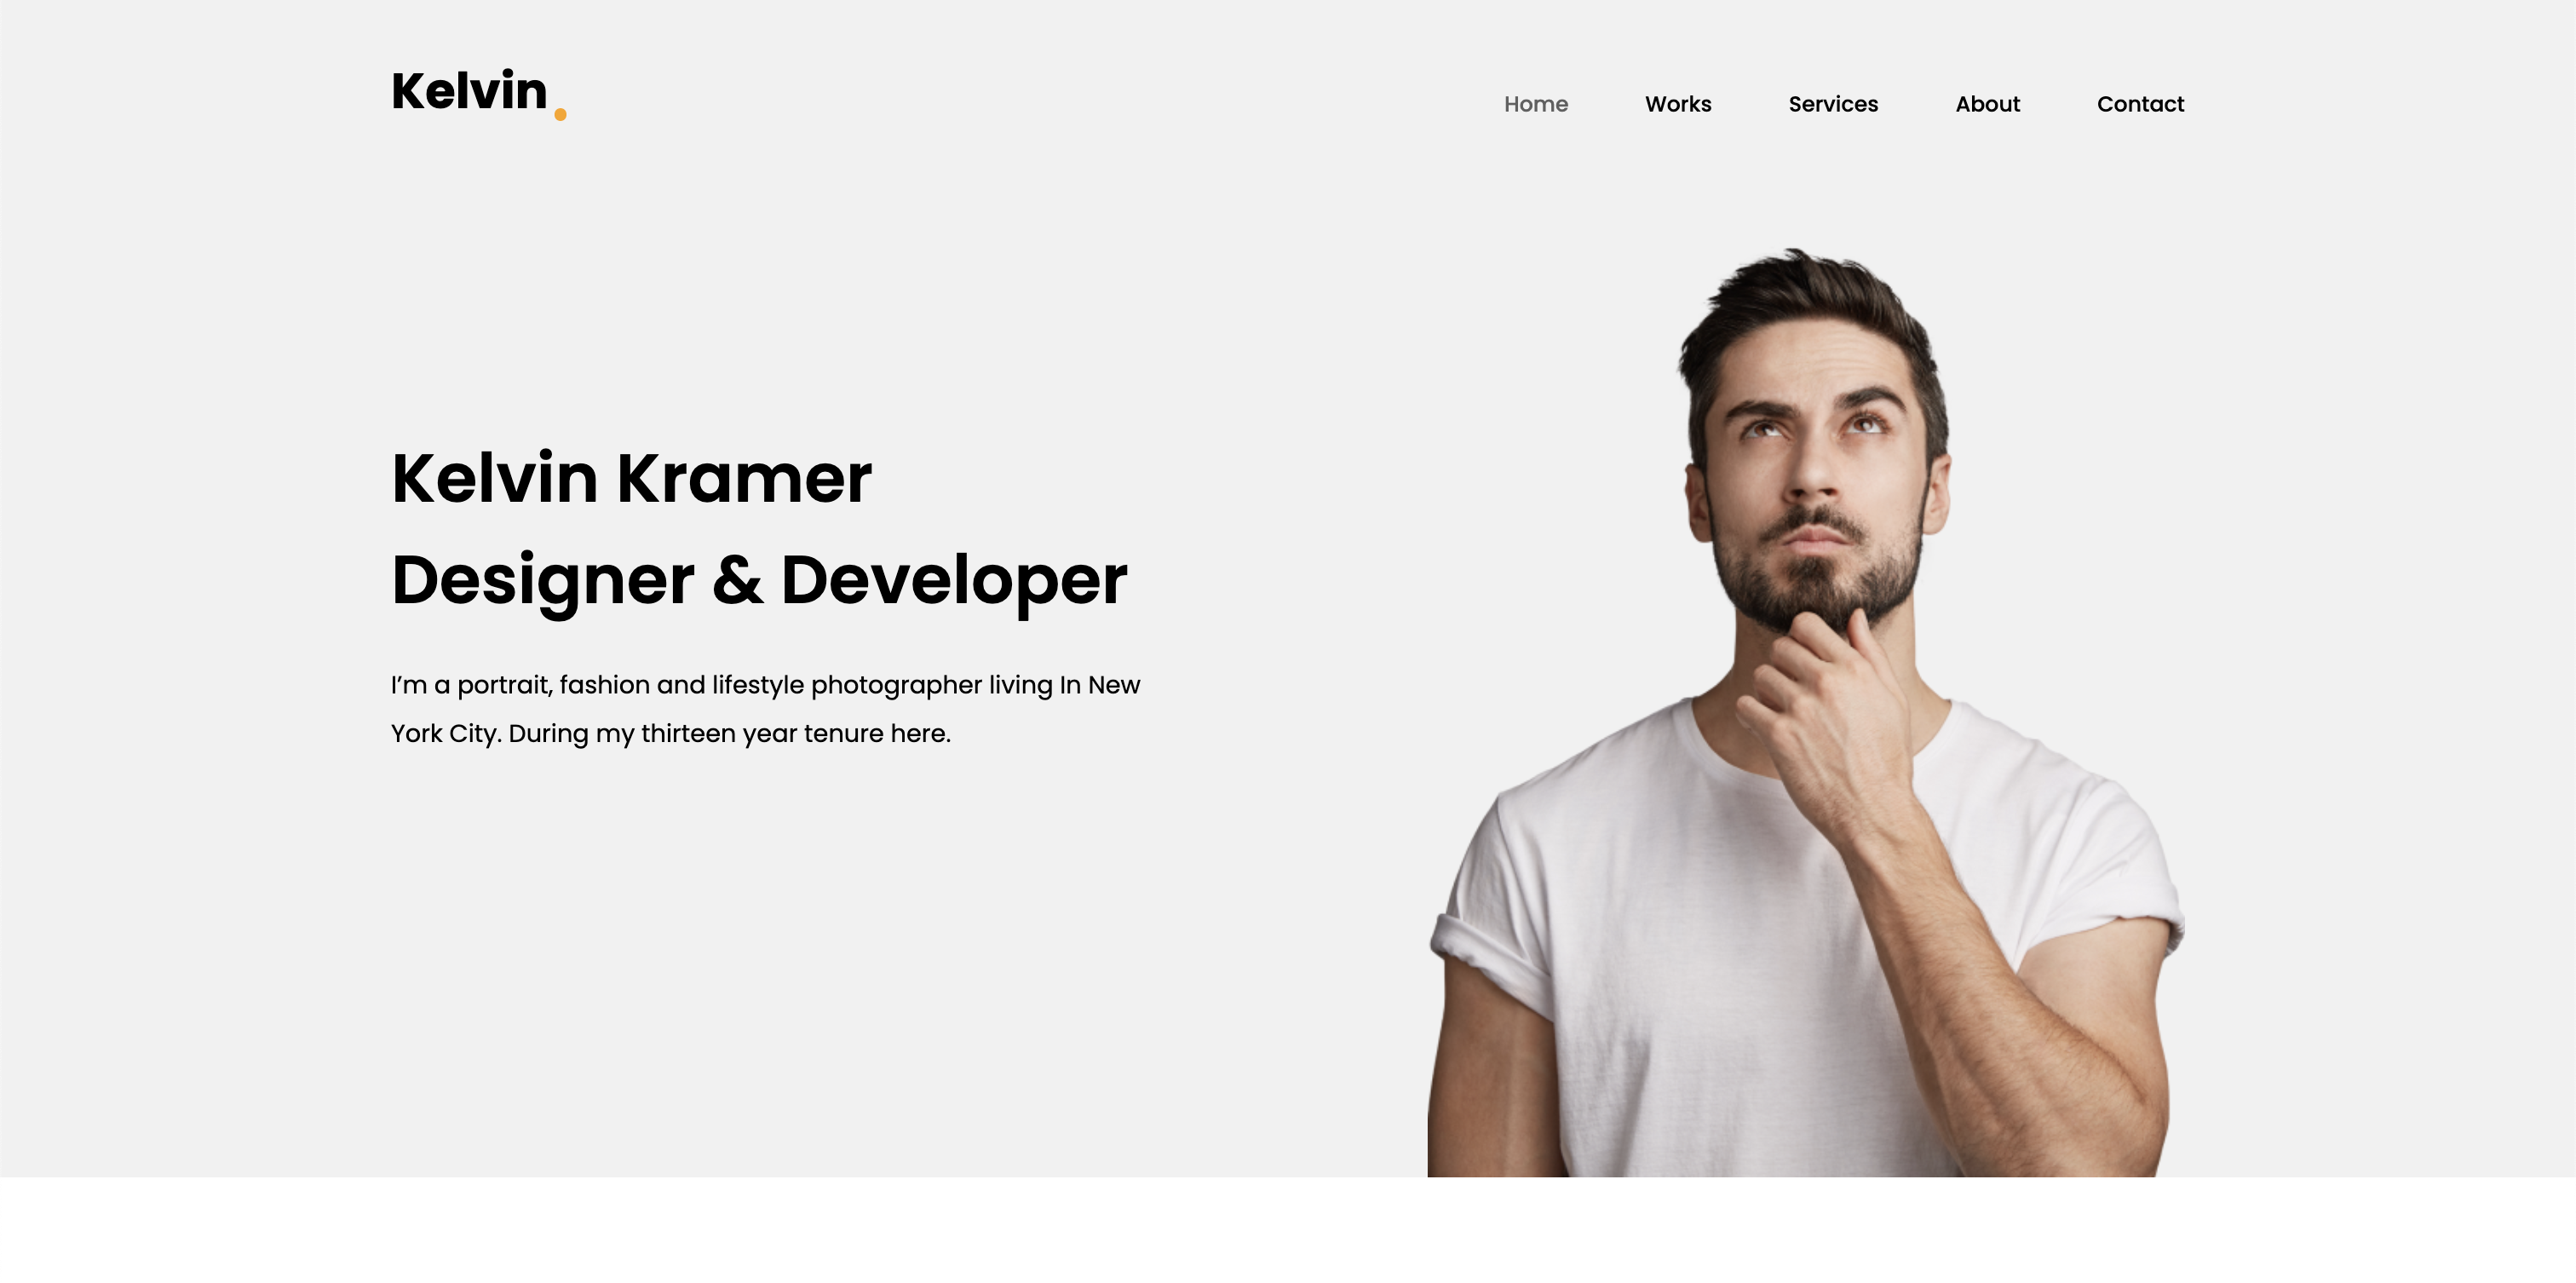 Kelvin.
Home Works Services About Contact
Kelvin Kramer
Designer & Developer
I’m a portrait, fashion and lifestyle photographer living In New
York City. During my thirteen year tenure here.